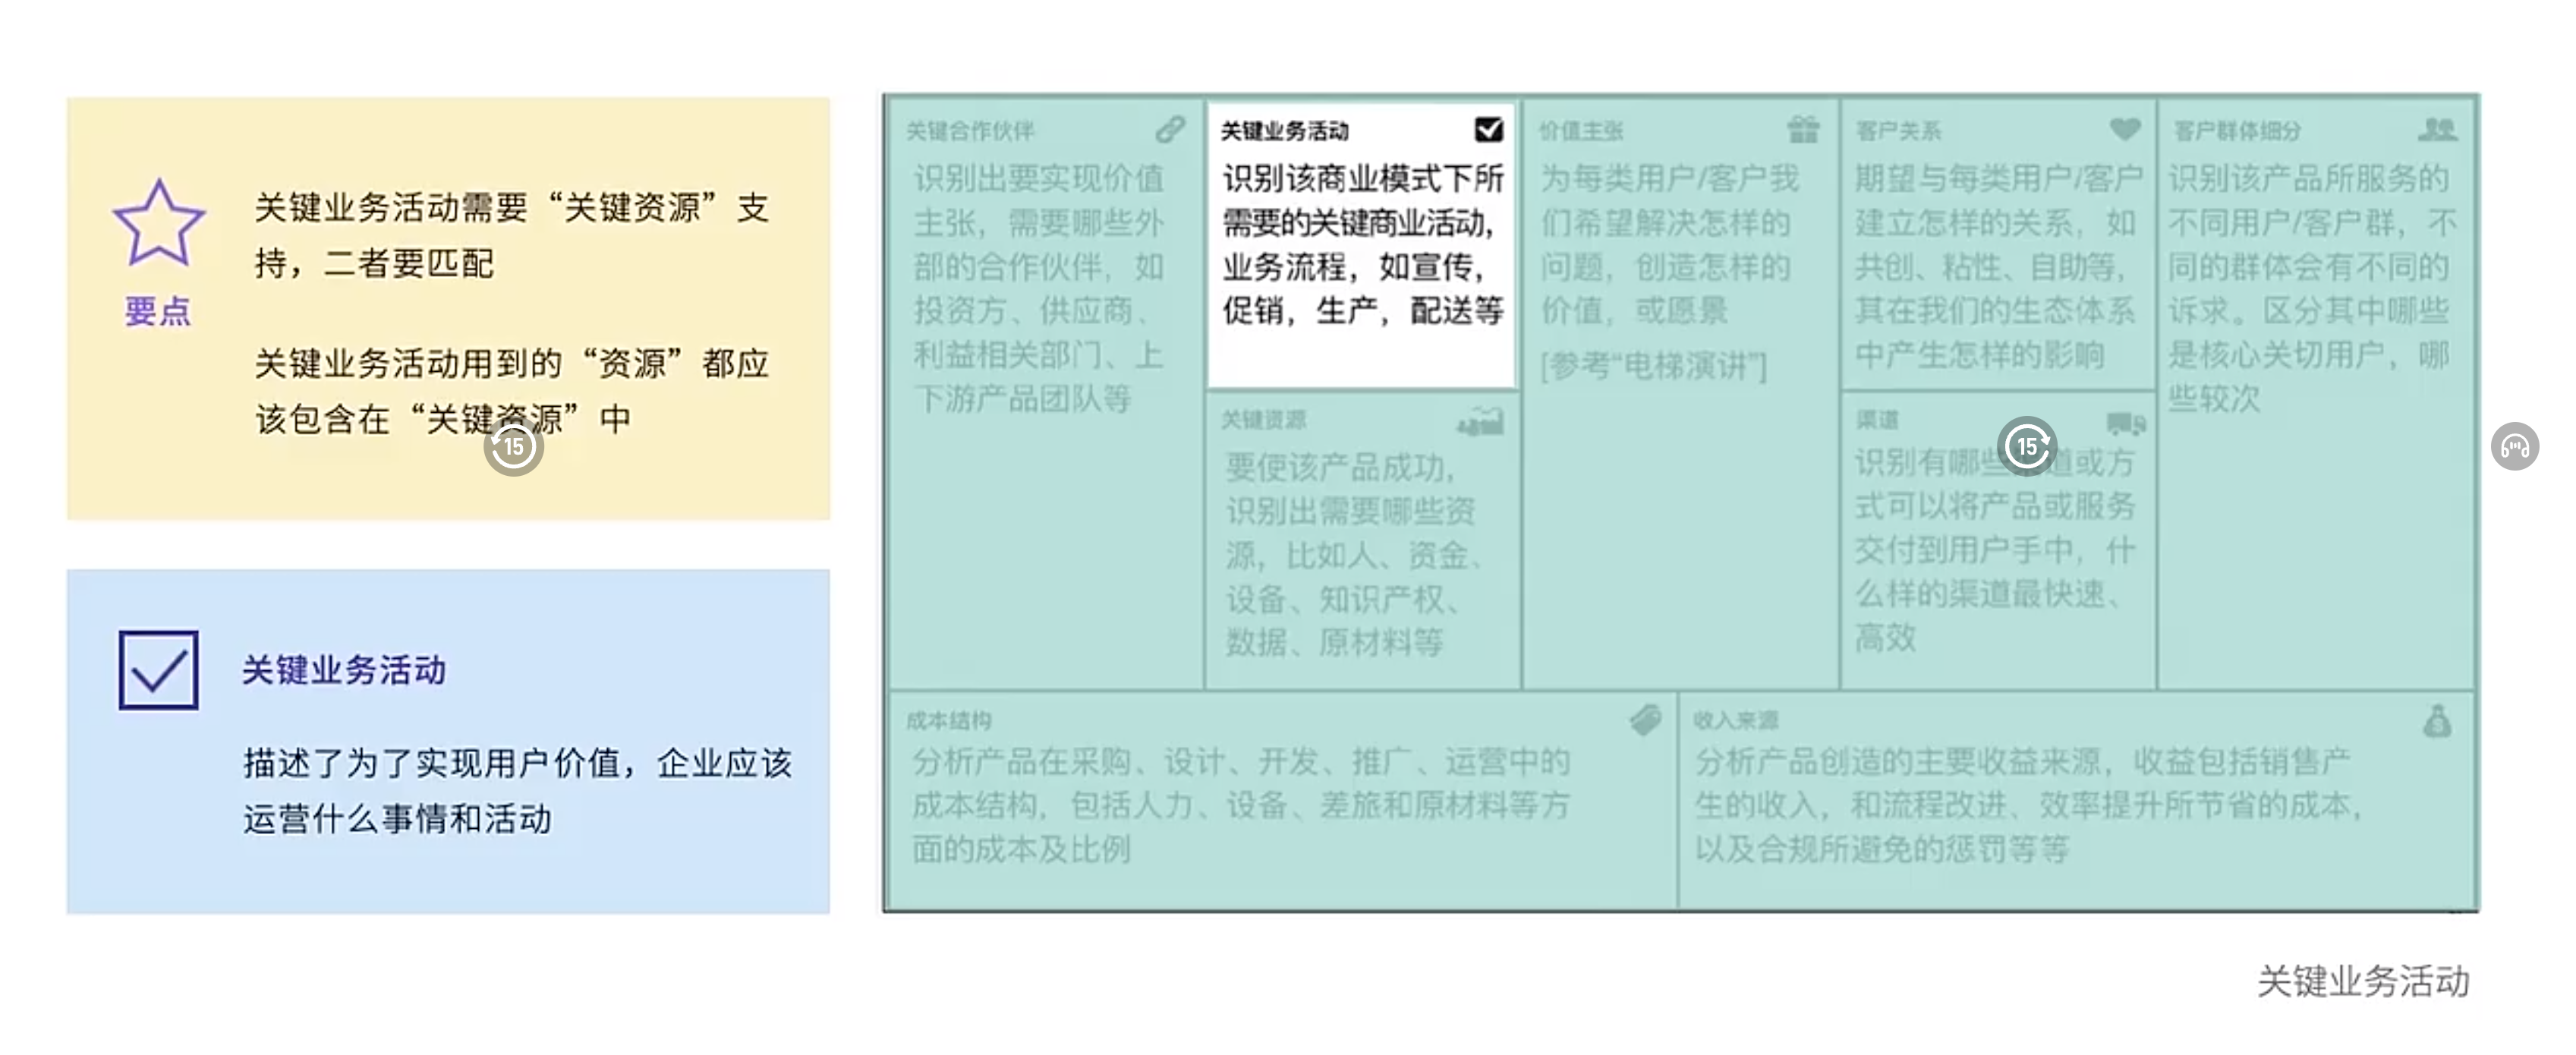 关键业务活动需要“关键资源”支
持，二者要匹配
要点
关键业务活动用到的“资源”都应
该包含在“关键资源”中
15
关键业务活动
描述了为了实现用户价值，企业应该
运营什么事情和活动
关键合作伙伴
识别出要实现价值
主张，需要哪些外
部的合作伙伴，如
投资方、供应商、
利益相关部门、上
下游产品团队等
关键业务活动
识别该商业模式下所
需要的关键商业活动，
业务流程，如宣传，
促销，生产，配送等
关键资源
要使该产品成功，
识别出需要哪些资
源，比如人、资金、
设备、知识产权、
数据、原材料等
价值主张
为每类用户/客户我
们希望解决怎样的
问题，创造怎样的
价值，或愿景
[参考“电梯演讲”]
客户关系
期望与每类用户/客户
建立怎样的关系，如
共创、粘性、自助等，
其在我们的生态体系
中产生怎样的影响
渠道
15
识别有哪些渠道或方
式可以将产品或服务
交付到用户手中，什
么样的渠道最快速、
高效
客户群体细分
识别该产品所服务的
不同用户/客户群，不
同的群体会有不同的
诉求。区分其中哪些
是核心关切用户，哪
些较次
成本结构
分析产品在采购、设计、开发、推广、运营中的
成本结构，包括人力、设备、差旅和原材料等方
面的成本及比例
收入来源
分析产品创造的主要收益来源，收益包括销售产
生的收入，和流程改进、效率提升所节省的成本，
以及合规所避免的惩罚等等
关键业务活动